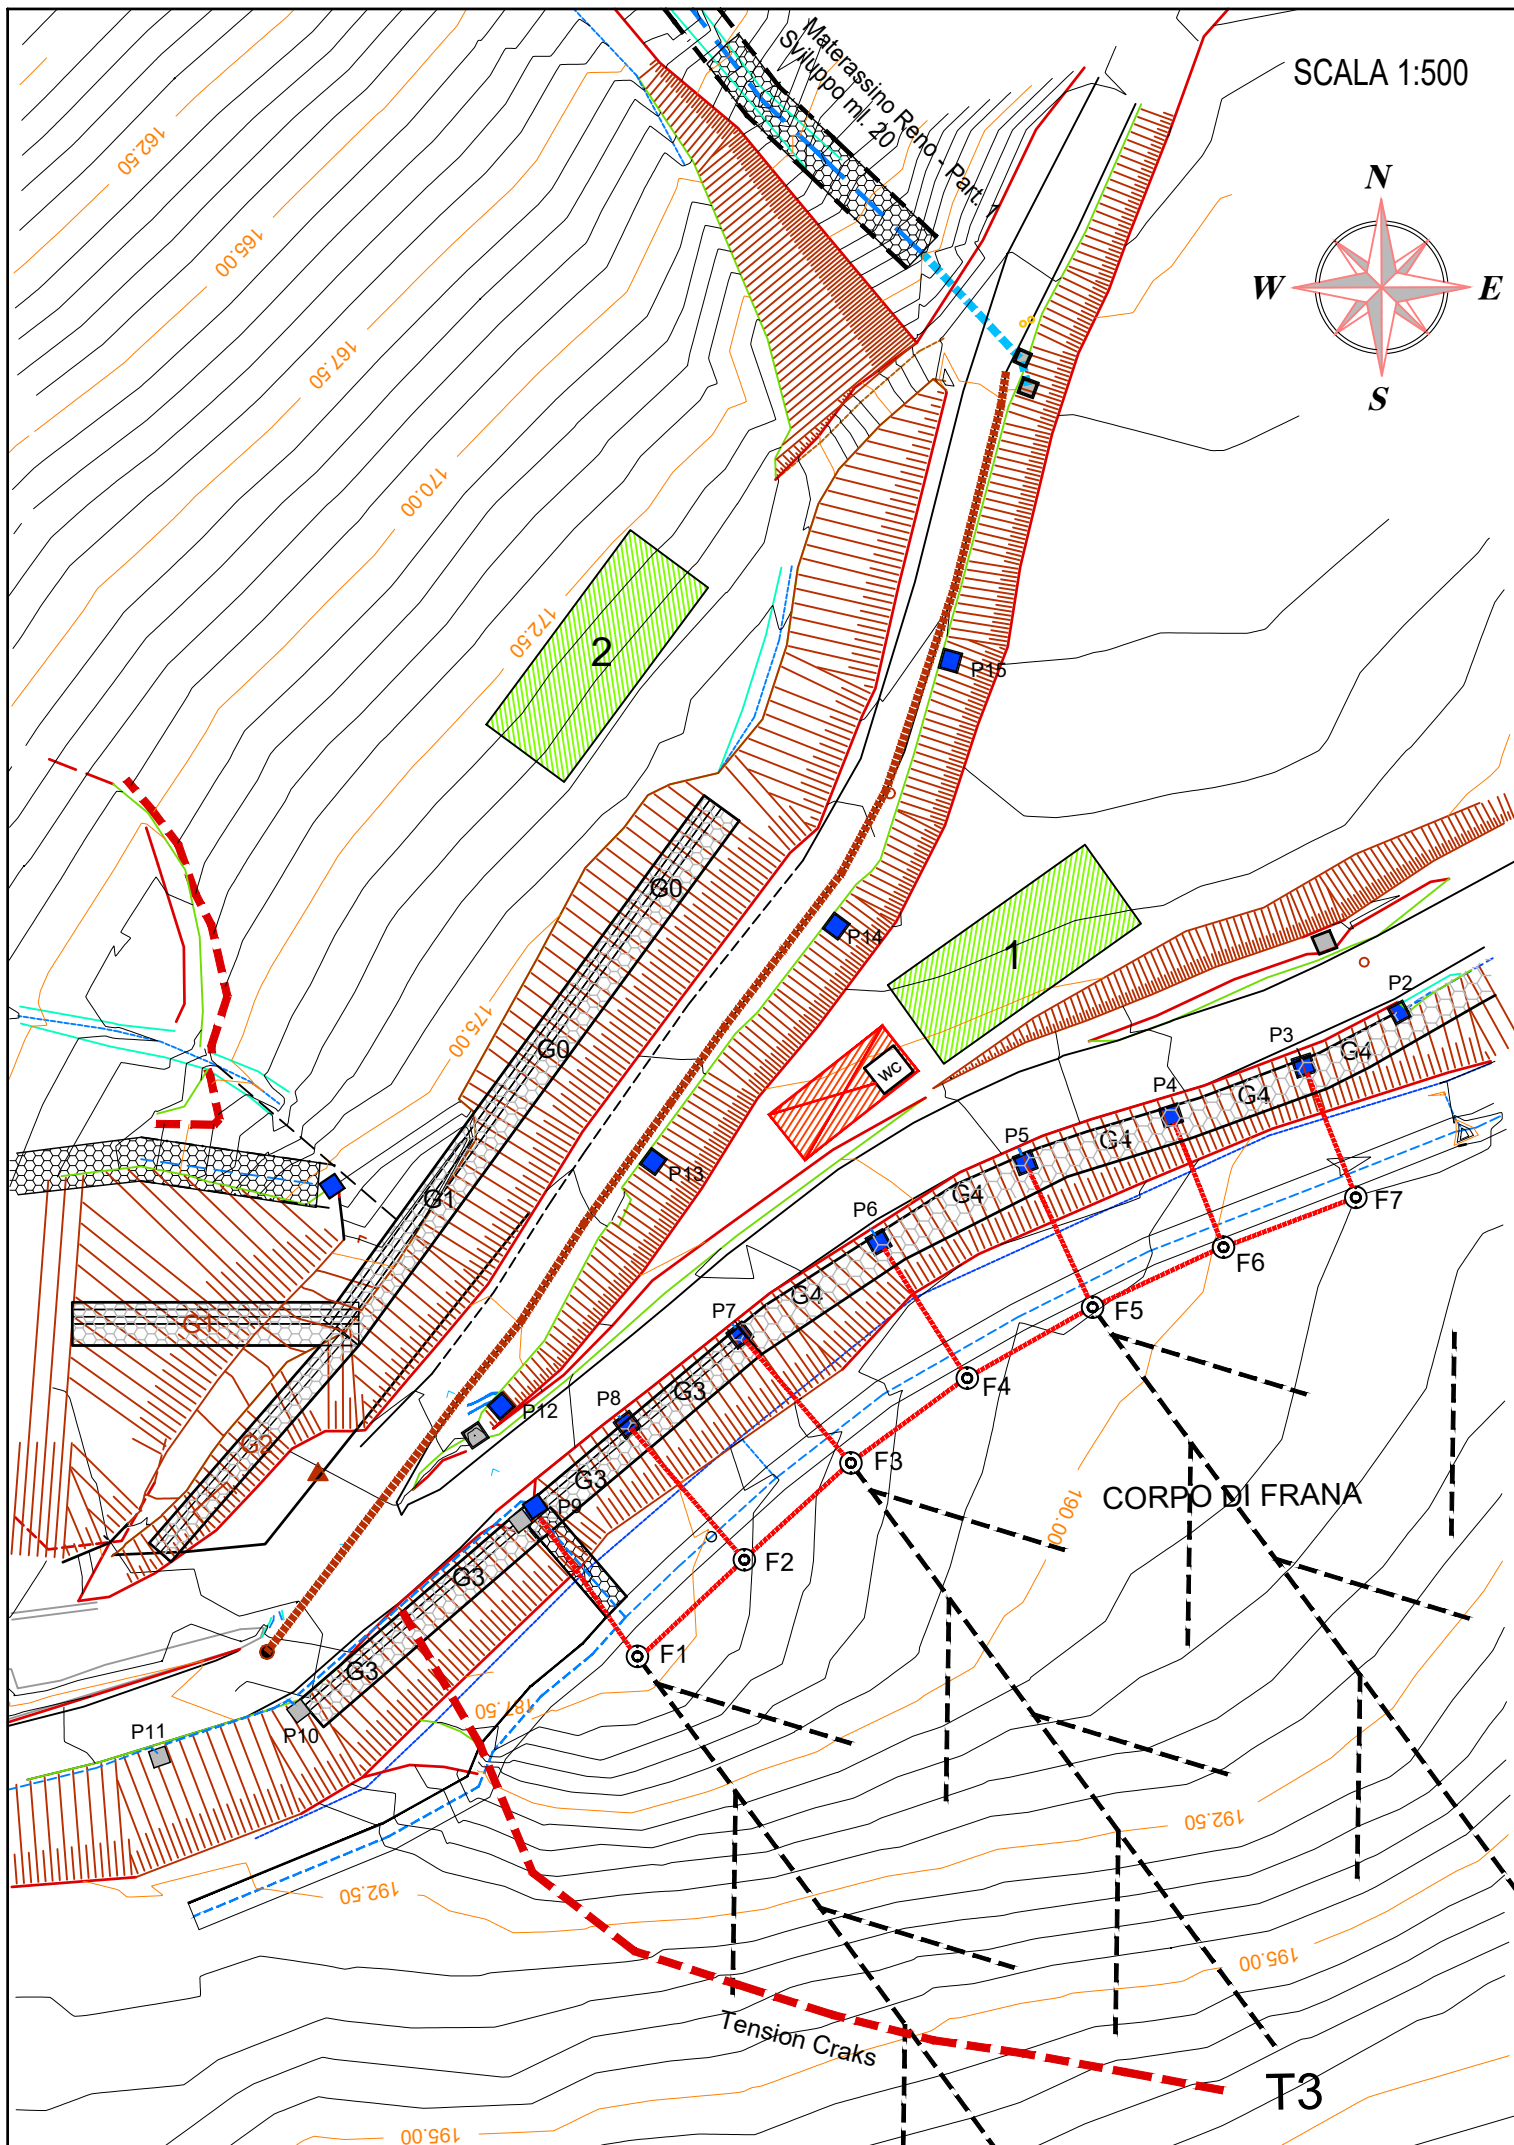 Materassino Reno - Part. 1
Sviluppo ml. 20
SCALA 1:500
N
W
E
S
162.50
165.00
167.50
170.00
172.50
175.00
2
P15
G0
P14
1
G0
WC
P2
P3
G4
P4
G4
P5
G4
P13
G1
G4
P6
F7
F6
G1
P7
G4
F5
G3
F4
P8
P12
G2
F3
G3
P9
190.00
CORPO DI FRANA
F2
G3
F1
G3
187.50
P10
P11
192.50
192.50
195.00
Tension Craks
T3
195.00